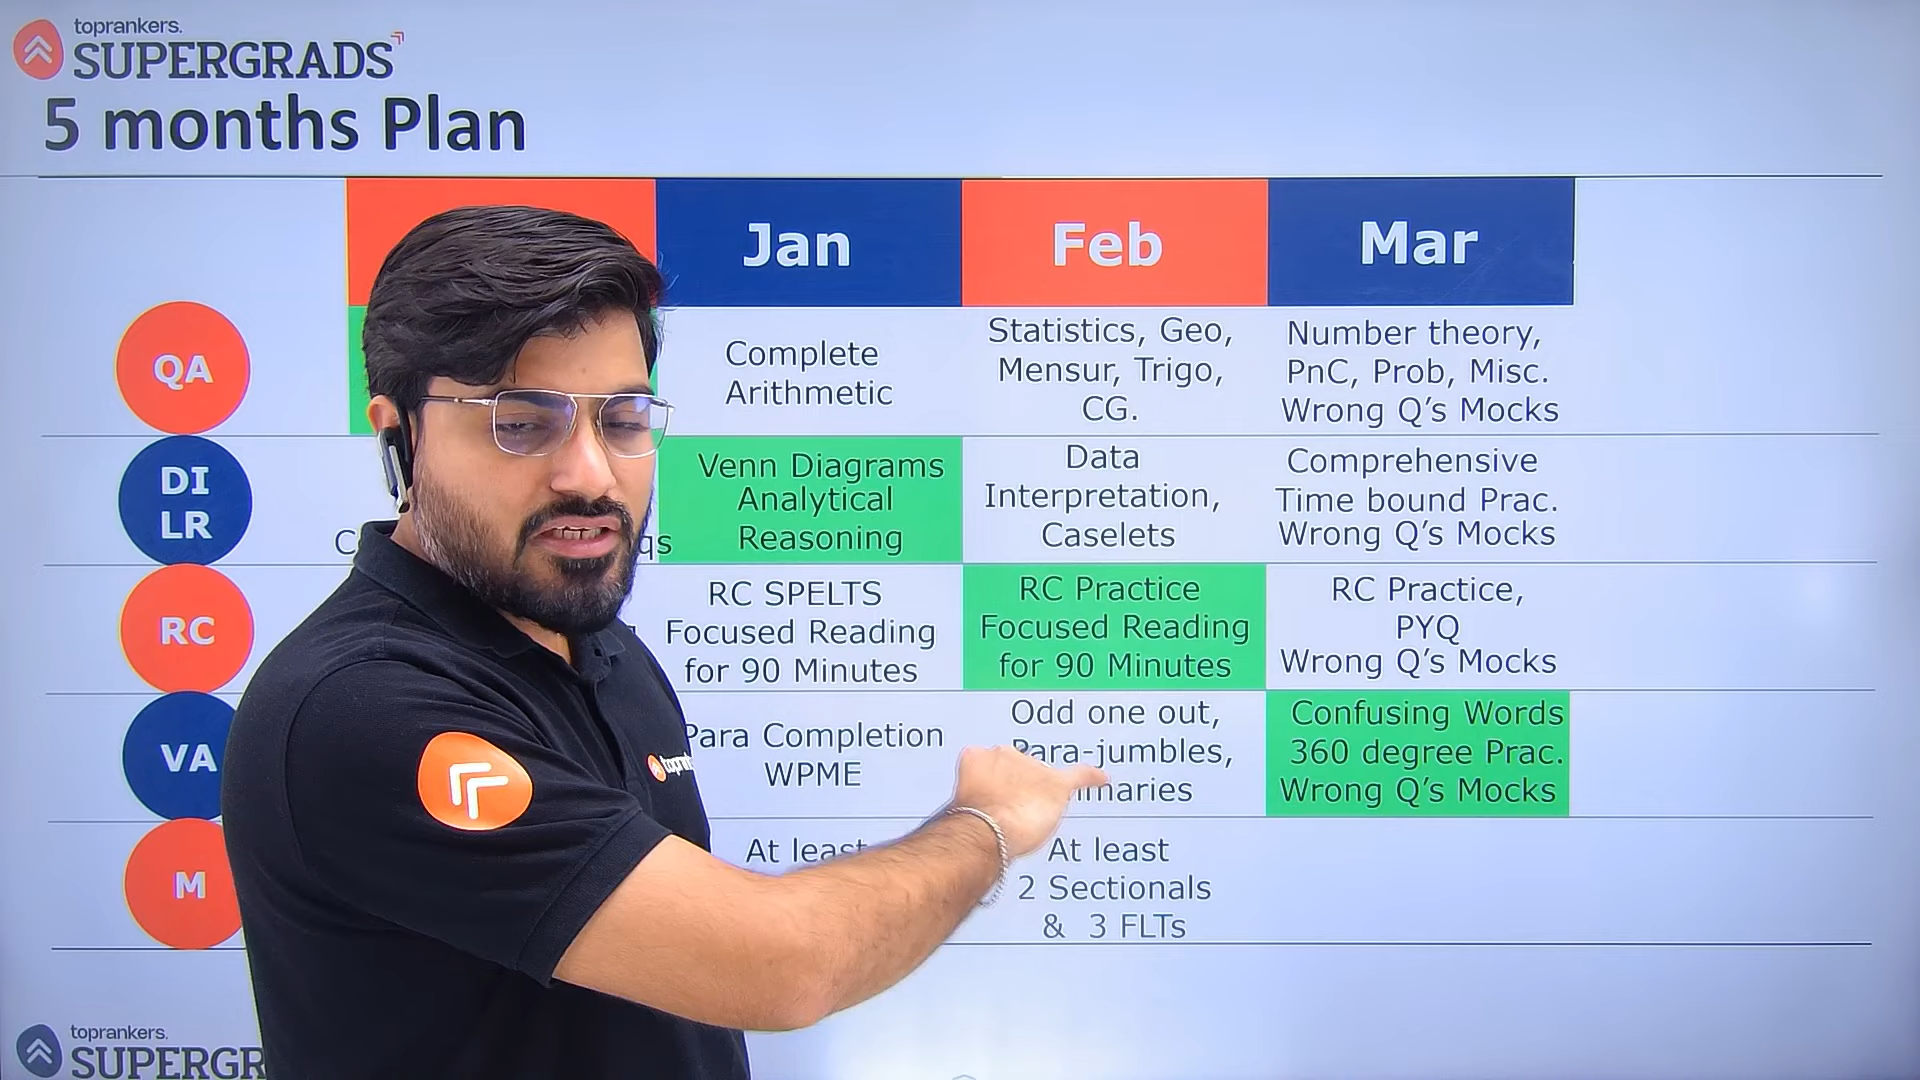 toprankers.
SUPERGRADS
5 months Plan
Jan
Feb
Mar
QA
Complete
Arithmetic
Statistics, Geo,
Mensur, Trigo,
CG.
Number theory,
PnC, Prob, Misc.
Wrong Q's Mocks
DI
LR
Venn Diagrams
Analytical
Reasoning
Data
Interpretation,
Caselets
Comprehensive
Time bound Prac.
Wrong Q's Mocks
RC
RC SPELTS
Focused Reading
for 90 Minutes
RC Practice
Focused Reading
for 90 Minutes
RC Practice,
PYQ
Wrong Q's Mocks
VA
Para Completion
WPME
Odd one out,
Para-jumbles,
Confusing Words
360 degree Prac.
Wrong Q's Mocks
M
At least
At least
2 Sectionals
& 3 FLTs
toprankers.